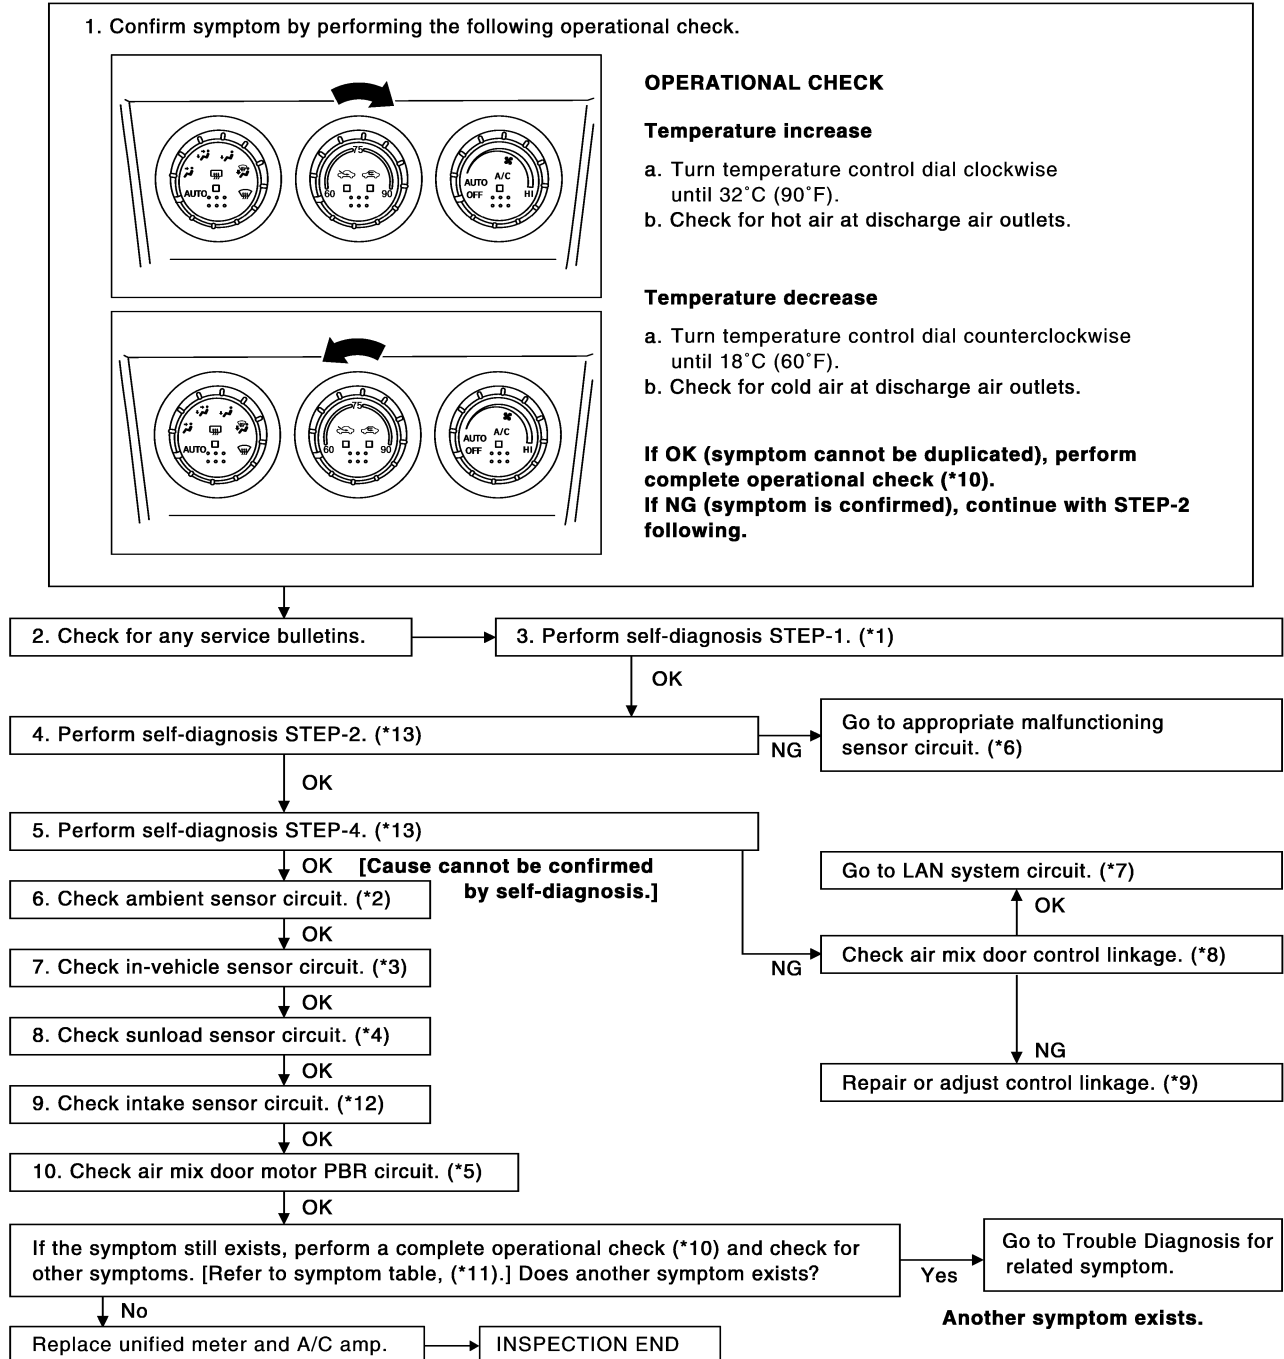 1. Confirm symptom by performing the following operational check.
75
60
90
AUTO
AUTO
OFF
A/C
HI
OPERATIONAL CHECK
Temperature increase
a. Turn temperature control dial clockwise
until 32°C (90°F).
b. Check for hot air at discharge air outlets.
75
60
90
AUTO
AUTO
OFF
A/C
HI
Temperature decrease
a. Turn temperature control dial counterclockwise
until 18°C (60°F).
b. Check for cold air at discharge air outlets.
If OK (symptom cannot be duplicated), perform
complete operational check (*10).
If NG (symptom is confirmed), continue with STEP-2
following.
2. Check for any service bulletins.
3. Perform self-diagnosis STEP-1. (*1)
OK
4. Perform self-diagnosis STEP-2. (*13)
NG
Go to appropriate malfunctioning
sensor circuit. (*6)
OK
5. Perform self-diagnosis STEP-4. (*13)
OK
[Cause cannot be confirmed
by self-diagnosis.]
Go to LAN system circuit. (*7)
OK
6. Check ambient sensor circuit. (*2)
OK
NG
Check air mix door control linkage. (*8)
7. Check in-vehicle sensor circuit. (*3)
OK
8. Check sunload sensor circuit. (*4)
NG
Repair or adjust control linkage. (*9)
OK
9. Check intake sensor circuit. (*12)
OK
10. Check air mix door motor PBR circuit. (*5)
OK
If the symptom still exists, perform a complete operational check (*10) and check for
other symptoms. [Refer to symptom table, (*11).] Does another symptom exists?
Yes
Go to Trouble Diagnosis for
related symptom.
Another symptom exists.
No
Replace unified meter and A/C amp.
INSPECTION END